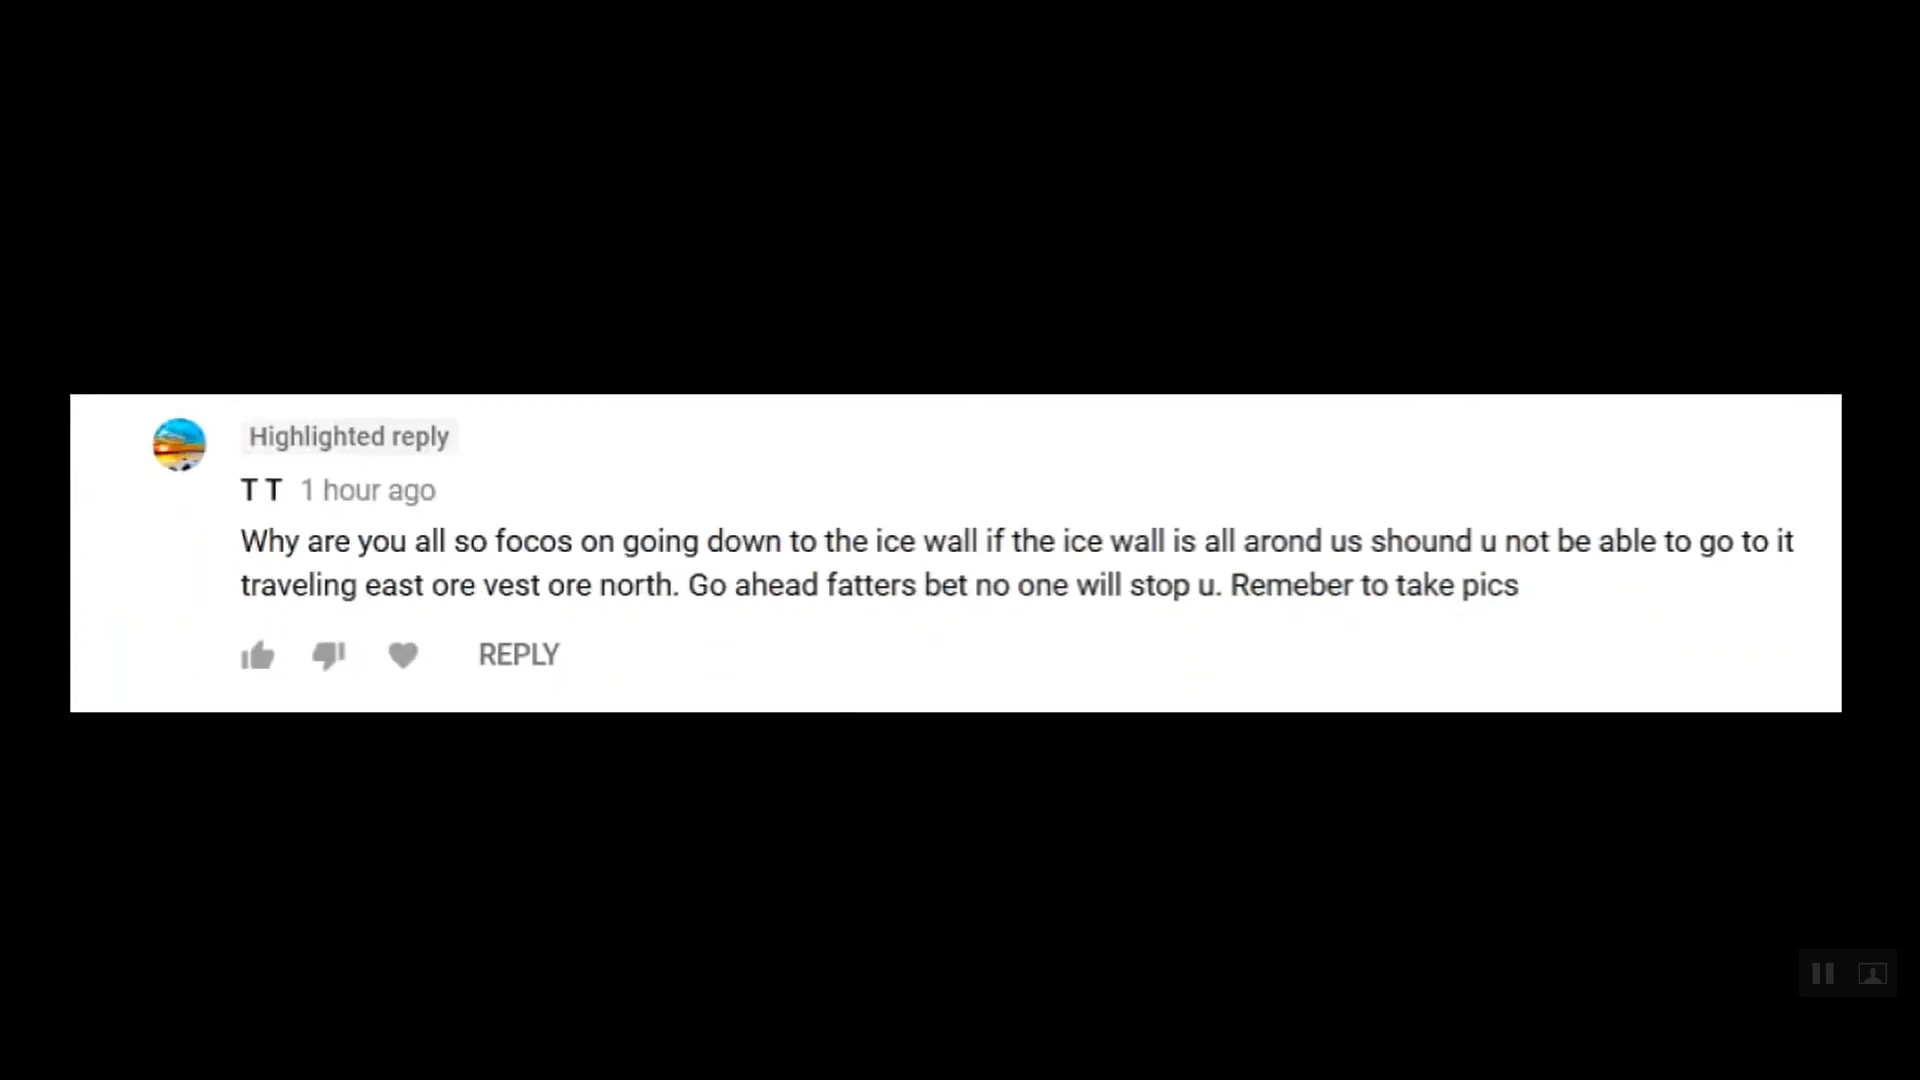 Highlighted reply
T T 1 hour ago
Why are you all so focos on going down to the ice wall if the ice wall is all arond us shound u not be able to go to it
traveling east ore vest ore north. Go ahead fatters bet no one will stop u. Remeber to take pics
REPLY